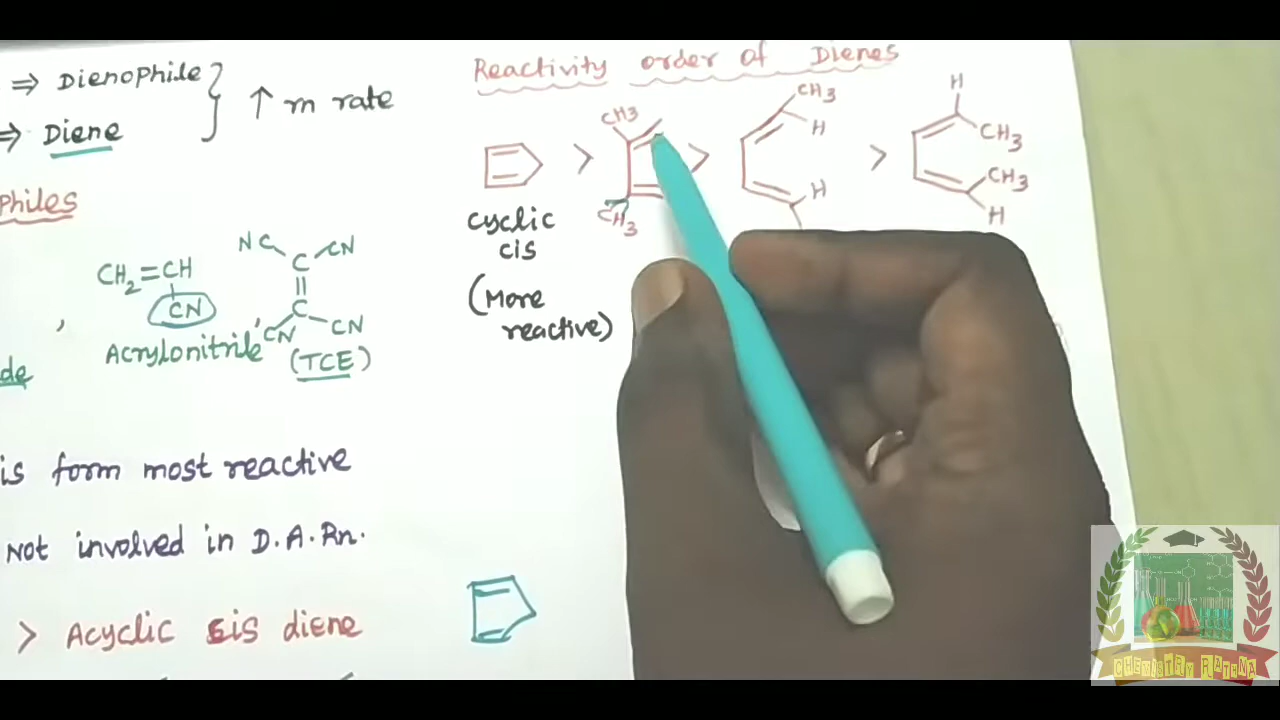 ⇒ Dienophile
⇒ Diene
↑ m rate
philes
CH2=CH
CN
Acrylonitrile
,
NC
CN
C
C
CN
CN
(TCE)
de
is form most reactive
Not involved in D.A.Rn.
> Acyclic cis diene
Reactivity order of Dienes
CH3
CH3
>
>
CH3
H
H
>
H
CH3
CH3
H
cyclic
cis
(More
reactive)
CHEMISTRY RATHNA